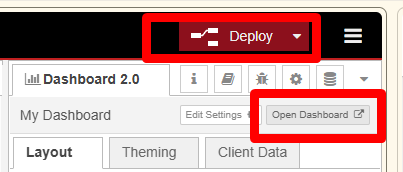 Deploy
Dashboard 2.0
My Dashboard Edit Settings Open Dashboard
Layout Theming Client Data